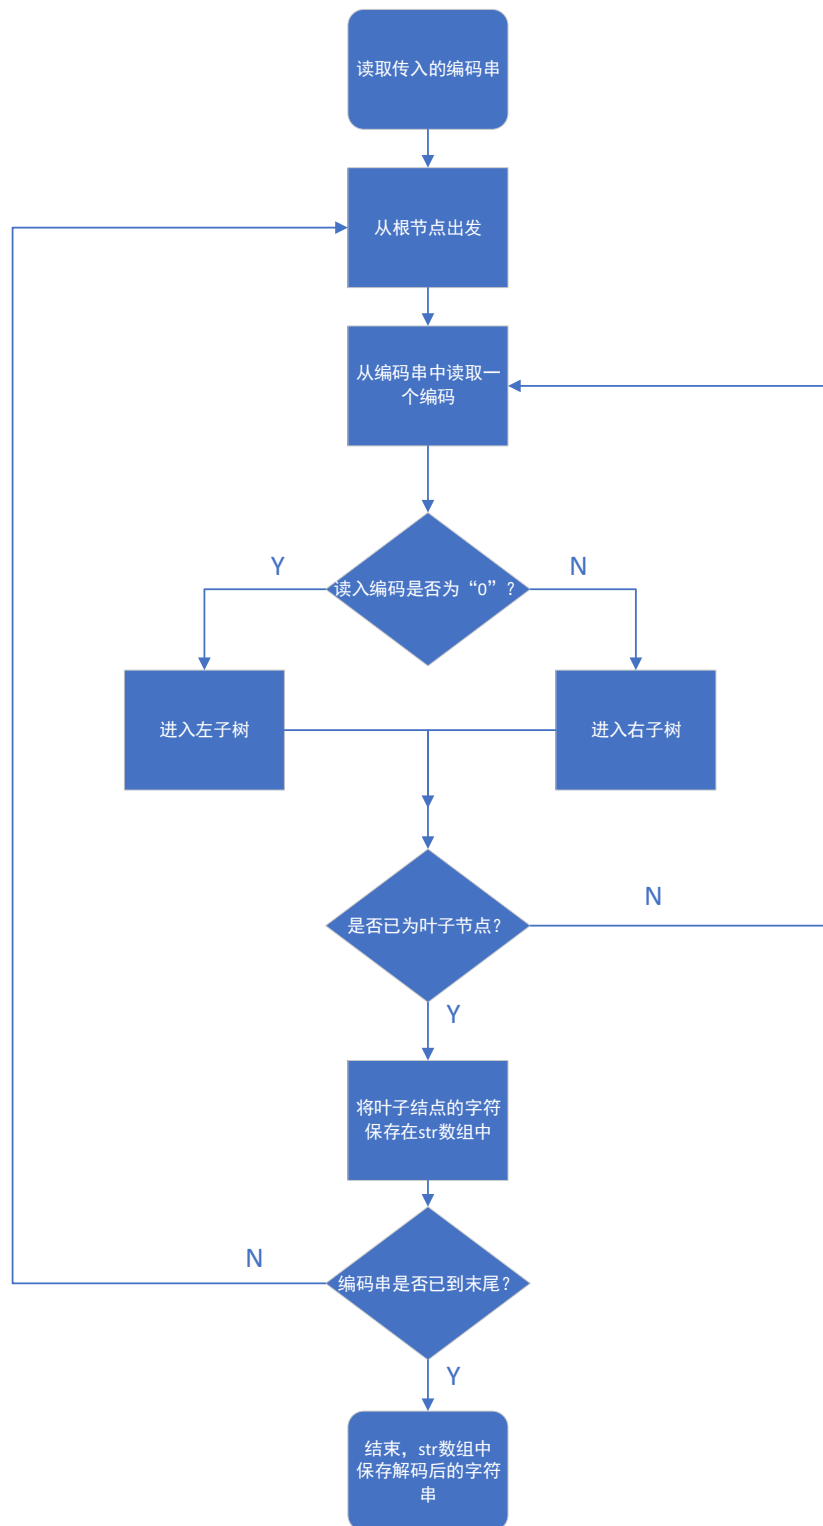 读取传入的编码串
从根节点出发
从编码串中读取一
个编码
Y
N
读入编码是否为“0”？
进入左子树
进入右子树
N
是否已为叶子节点？
Y
将叶子结点的字符
保存在str数组中
N
编码串是否已到末尾？
Y
结束，str数组中
保存解码后的字符
串